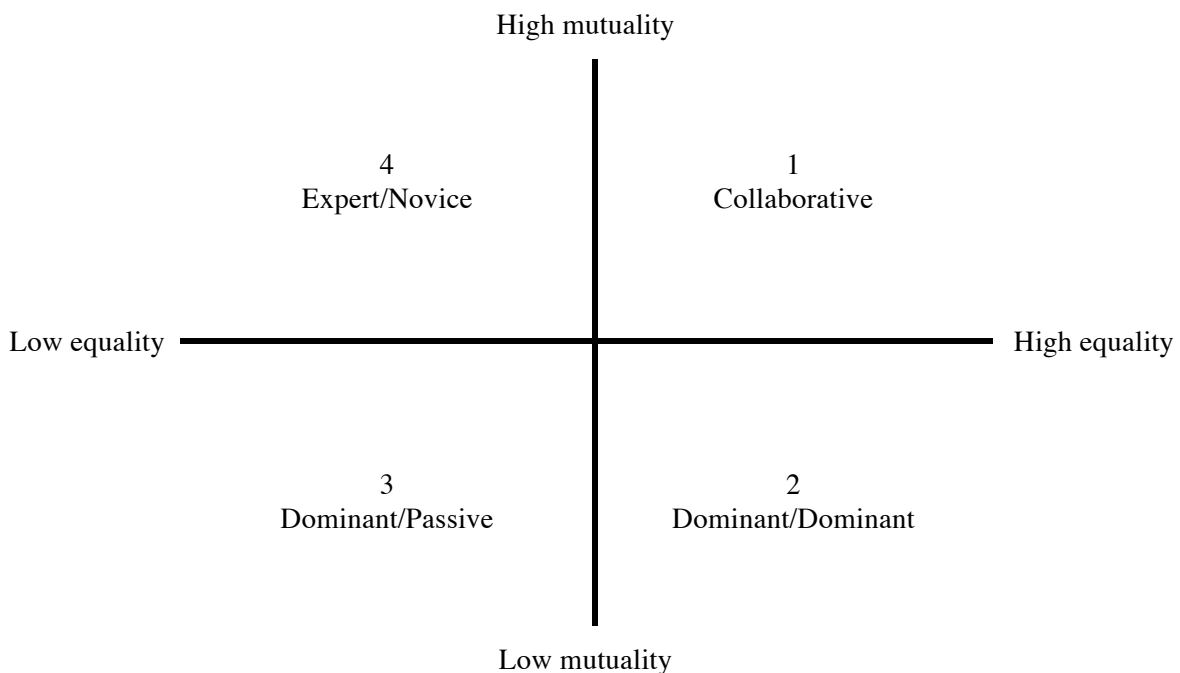 High mutuality
4
Expert/Novice
1
Collaborative
Low equality
High equality
3
Dominant/Passive
2
Dominant/Dominant
Low mutuality